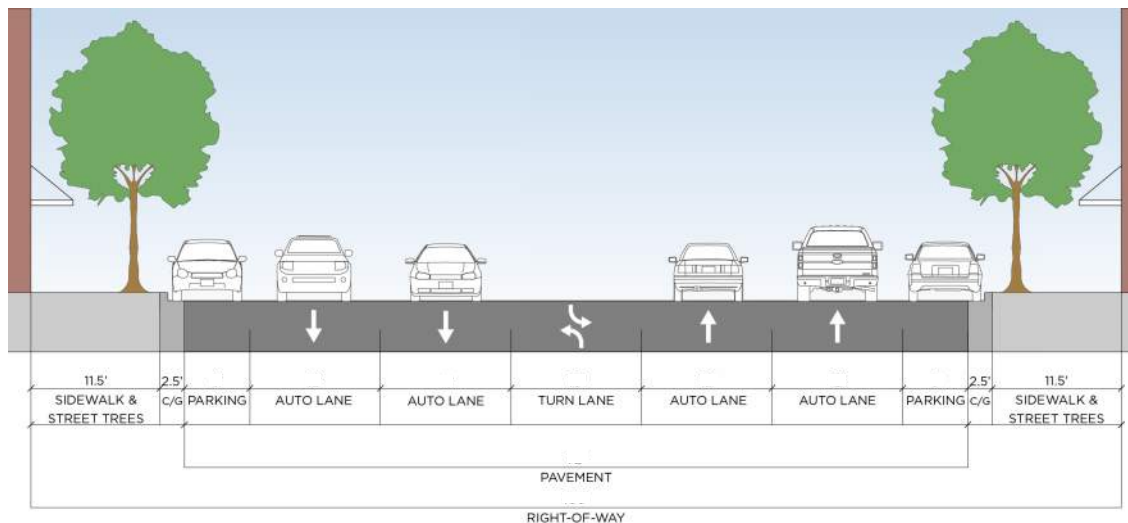 11.5' 2.5' 2.5' 11.5'
SIDEWALK & C/G PARKING AUTO LANE AUTO LANE TURN LANE AUTO LANE AUTO LANE PARKING C/G SIDEWALK &
STREET TREES STREET TREES
PAVEMENT
RIGHT-OF-WAY